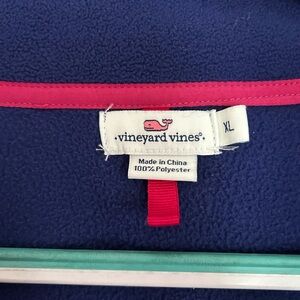 ·vineyard vines®
XL
Made in China
100% Polyester